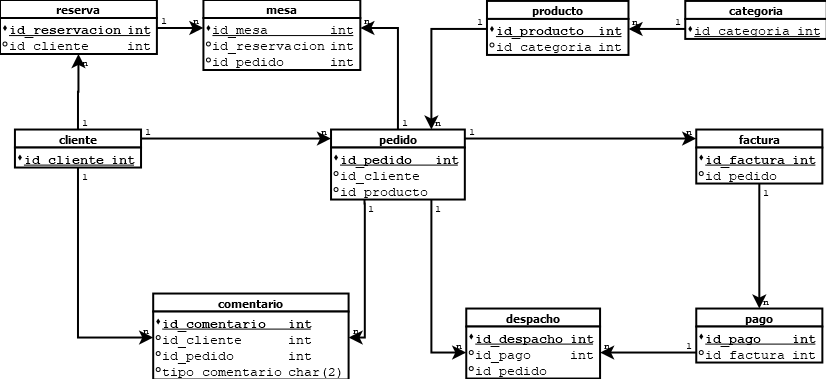 reserva
id_reservacion int
id_cliente int
mesa
id_mesa int
id_reservacion int
id_pedido int
producto
id_producto int
id_categoria int
categoria
id_categoria int
1
n
n
1
n
1
cliente
id_cliente int
pedido
id_pedido int
id_cliente
id_producto
factura
id_factura int
id_pedido
n
1
1
n
1
n
1
n
1
1
1
1
comentario
id_comentario int
id_cliente int
id_pedido int
tipo_comentario char(2)
despacho
id_despacho int
id_pago int
id_pedido
pago
id_pago int
id_factura int
n
n
n
n
1
n